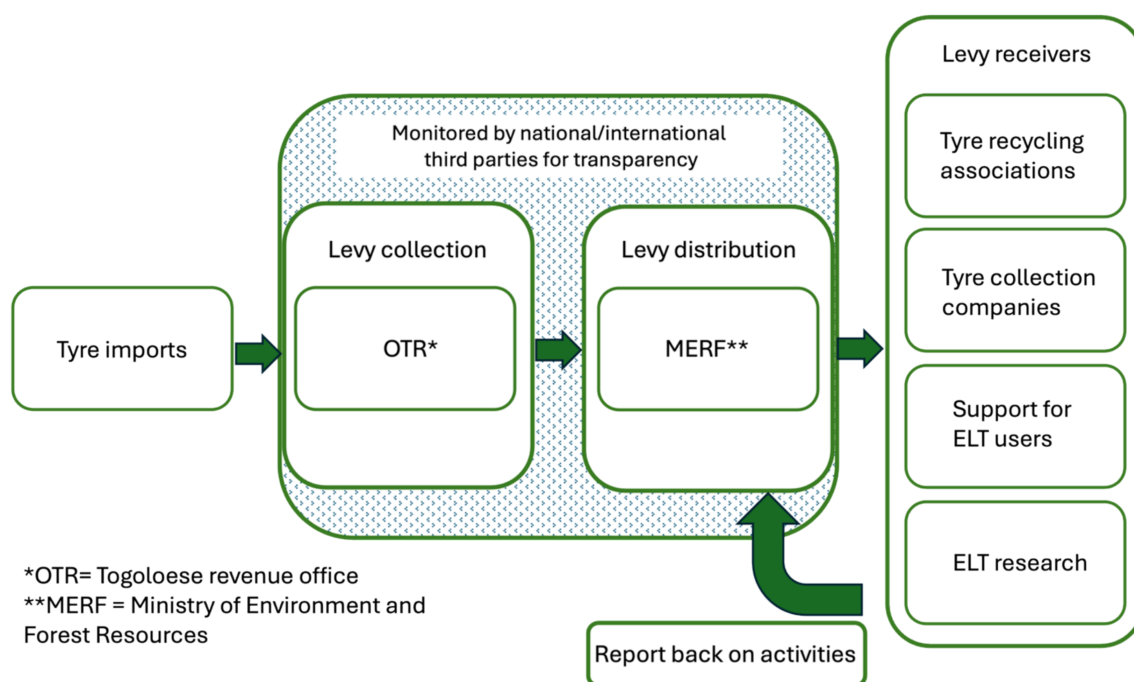 Levy receivers
Monitored by national/international
third parties for transparency
Tyre recycling
associations
Levy collection
Levy distribution
Tyre collection
companies
Tyre imports
OTR*
MERF**
Support for
ELT users
ELT research
*OTR= Togoloese revenue office
**MERF = Ministry of Environment and
Forest Resources
Report back on activities